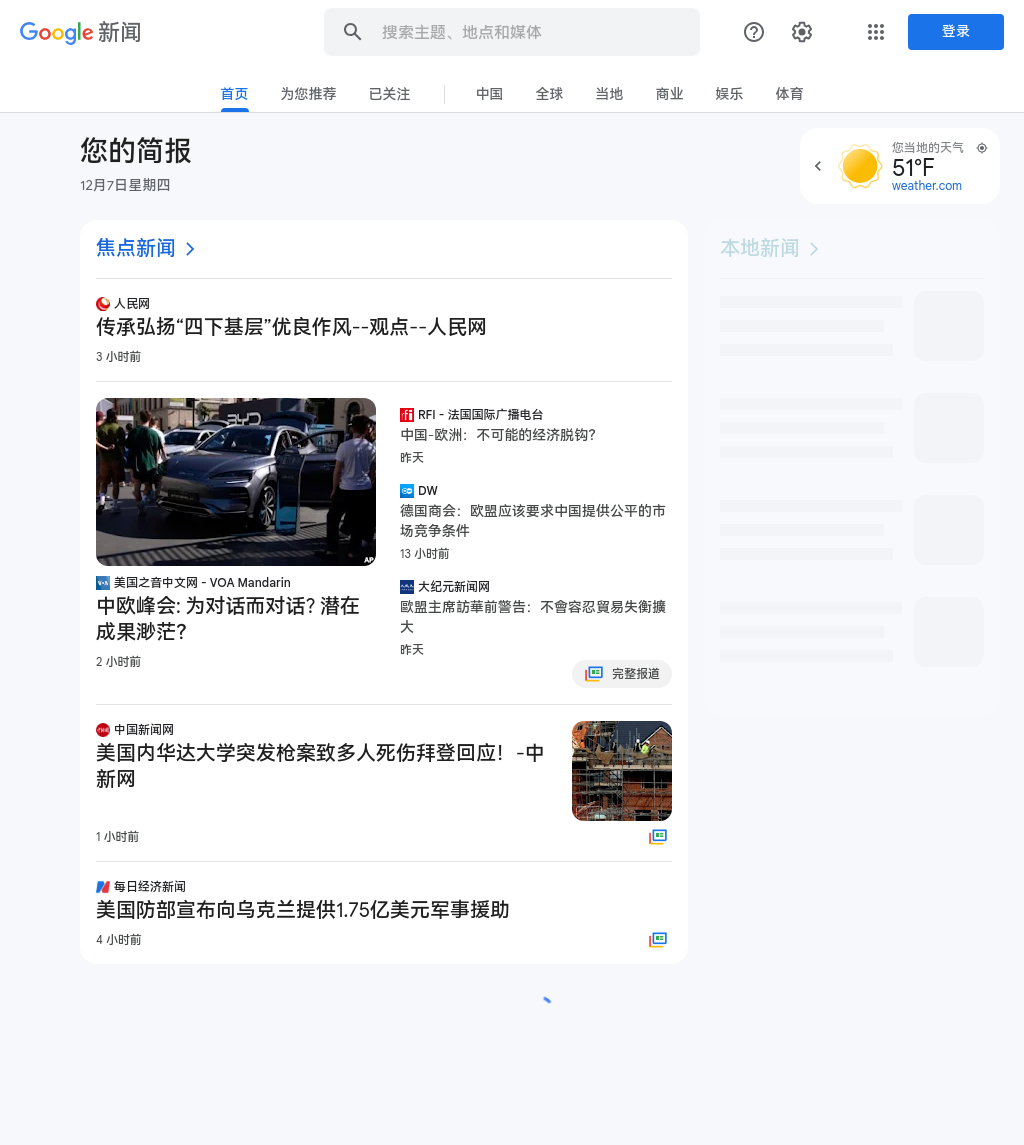 Google 新闻
搜索主题、地点和媒体
登录
首页
为您推荐
已关注
中国
全球
当地
商业
娱乐
体育
您的简报
12月7日星期四
您当地的天气
51°F
weather.com
焦点新闻
人民网
传承弘扬“四下基层”优良作风--观点--人民网
3 小时前
BYD
AP
美国之音中文网 - VOA Mandarin
中欧峰会: 为对话而对话? 潜在
成果渺茫?
2 小时前
RFI - 法国国际广播电台
中国-欧洲：不可能的经济脱钩?
昨天
DW
德国商会：欧盟应该要求中国提供公平的市
场竞争条件
13 小时前
大纪元新闻网
歐盟主席訪華前警告：不會容忍貿易失衡擴
大
昨天
完整报道
中国新闻网
美国内华达大学突发枪案致多人死伤拜登回应！-中
新网
1 小时前
每日经济新闻
美国防部宣布向乌克兰提供1.75亿美元军事援助
4 小时前
本地新闻